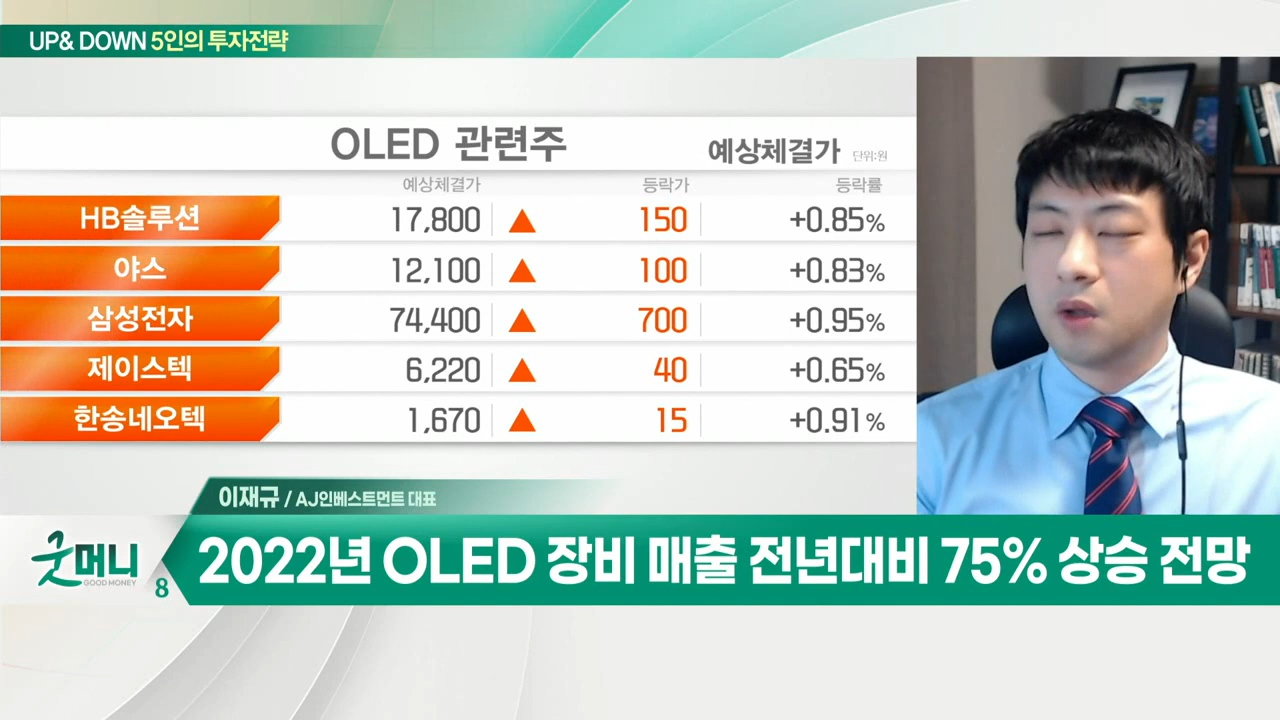 UP& DOWN 5인의 투자전략
OLED 관련주 예상체결가 단위:원
예상체결가 등락가 등락률
HB솔루션 17,800 ▲ 150 +0.85%
야스 12,100 ▲ 100 +0.83%
삼성전자 74,400 ▲ 700 +0.95%
제이스텍 6,220 ▲ 40 +0.65%
한송네오텍 1,670 ▲ 15 +0.91%
이재규 / AJ인베스트먼트 대표
굿머니
GOOD MONEY
8
2022년 OLED 장비 매출 전년대비 75% 상승 전망